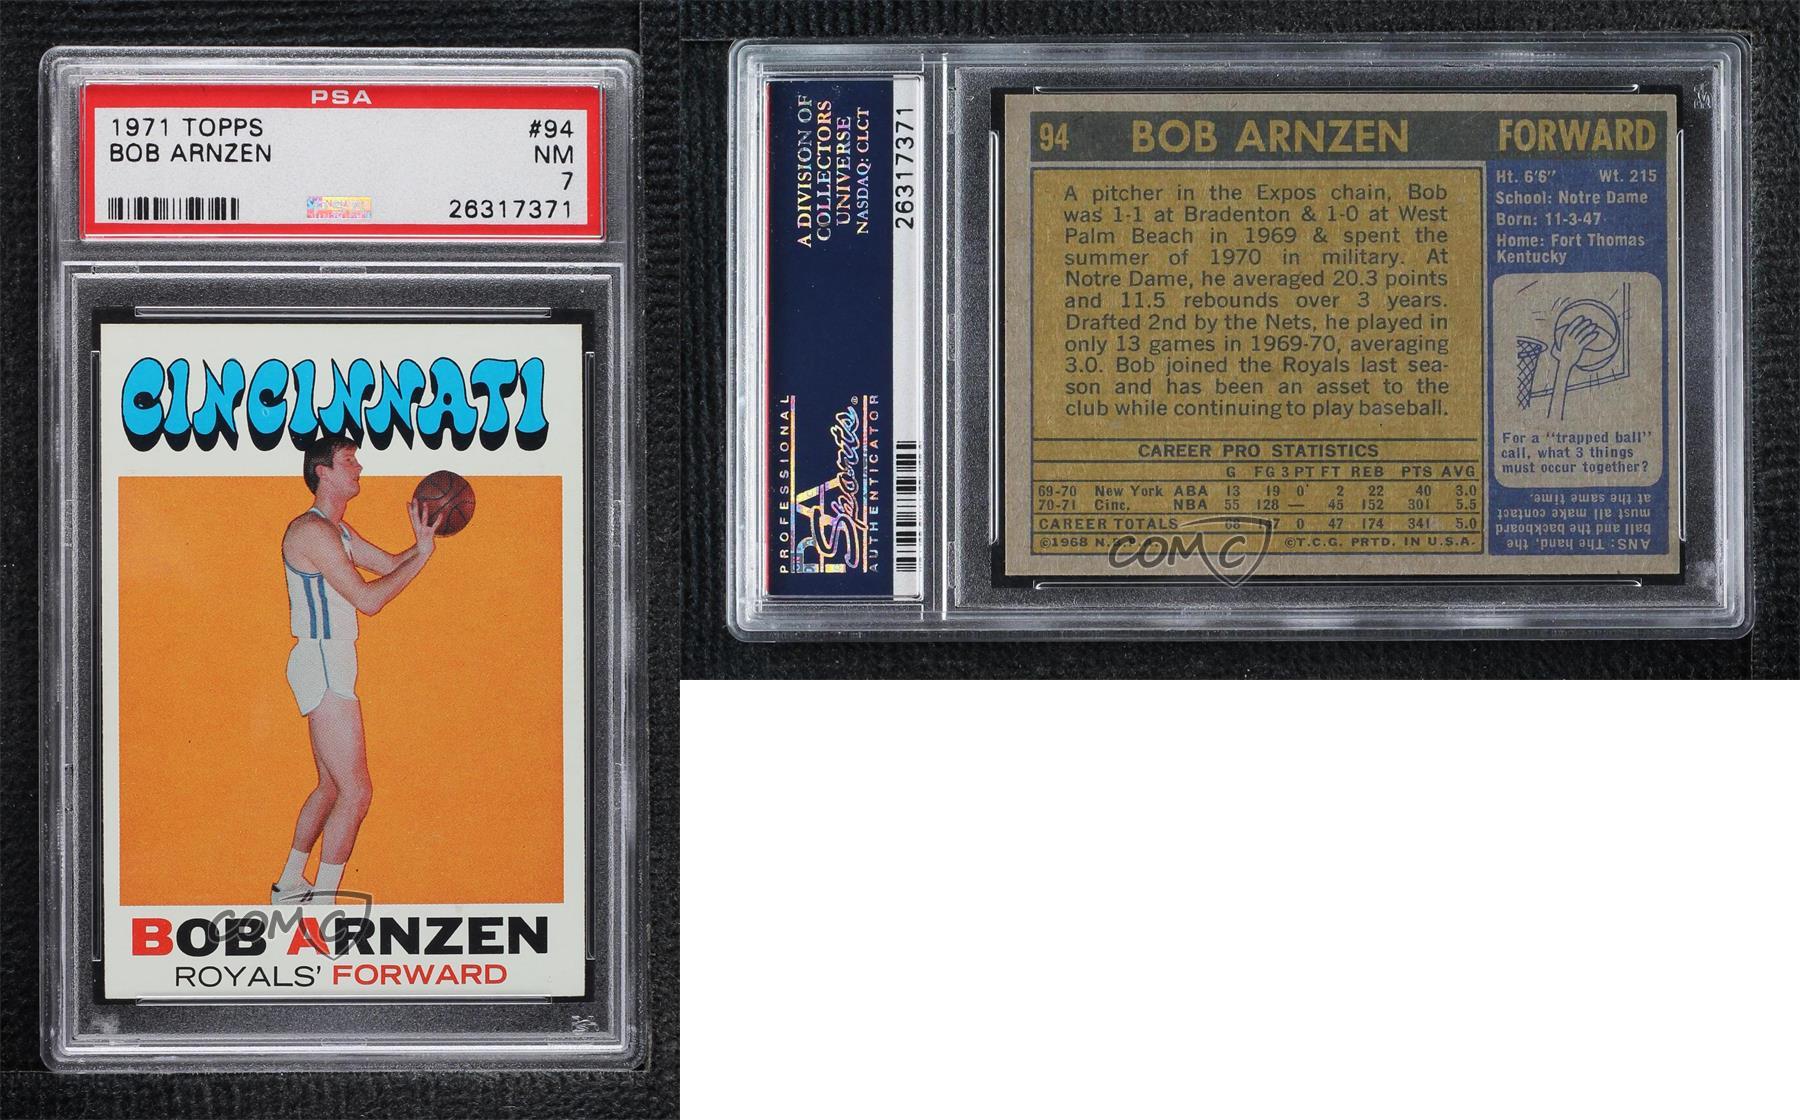 PSA
1971 TOPPS #94
BOB ARNZEN NM
7
26317371
CINCINNATI
BOB ARNZEN
ROYALS' FORWARD
COMC
A DIVISION OF
COLLECTORS
UNIVERSE
NASDAQ: CLCT
26317371
PROFESSIONAL
PSA
Sports®
AUTHENTICATOR
94 BOB ARNZEN FORWARD
A pitcher in the Expos chain, Bob
was 1-1 at Bradenton & 1-0 at West
Palm Beach in 1969 & spent the
summer of 1970 in military. At
Notre Dame, he averaged 20.3 points
and 11.5 rebounds over 3 years.
Drafted 2nd by the Nets, he played in
only 13 games in 1969-70, averaging
3.0. Bob joined the Royals last sea-
son and has been an asset to the
club while continuing to play baseball.
CAREER PRO STATISTICS
G FG 3PT FT REB PTS AVG
69-70 New York ABA 13 19 0 2 22 40 3.0
70-71 Cinc. NBA 55 128 — 45 152 301 5.5
CAREER TOTALS 68 0 47 174 341 5.0
©1968 ©T.C.G. PRTD. IN U.S.A.
COMC
Ht. 6'6" Wt. 215
School: Notre Dame
Born: 11-3-47
Home: Fort Thomas
Kentucky
For a "trapped ball"
call, what 3 things
must occur together?
ANS: The hand, the
ball and the backboard
must all make contact
at the same time.